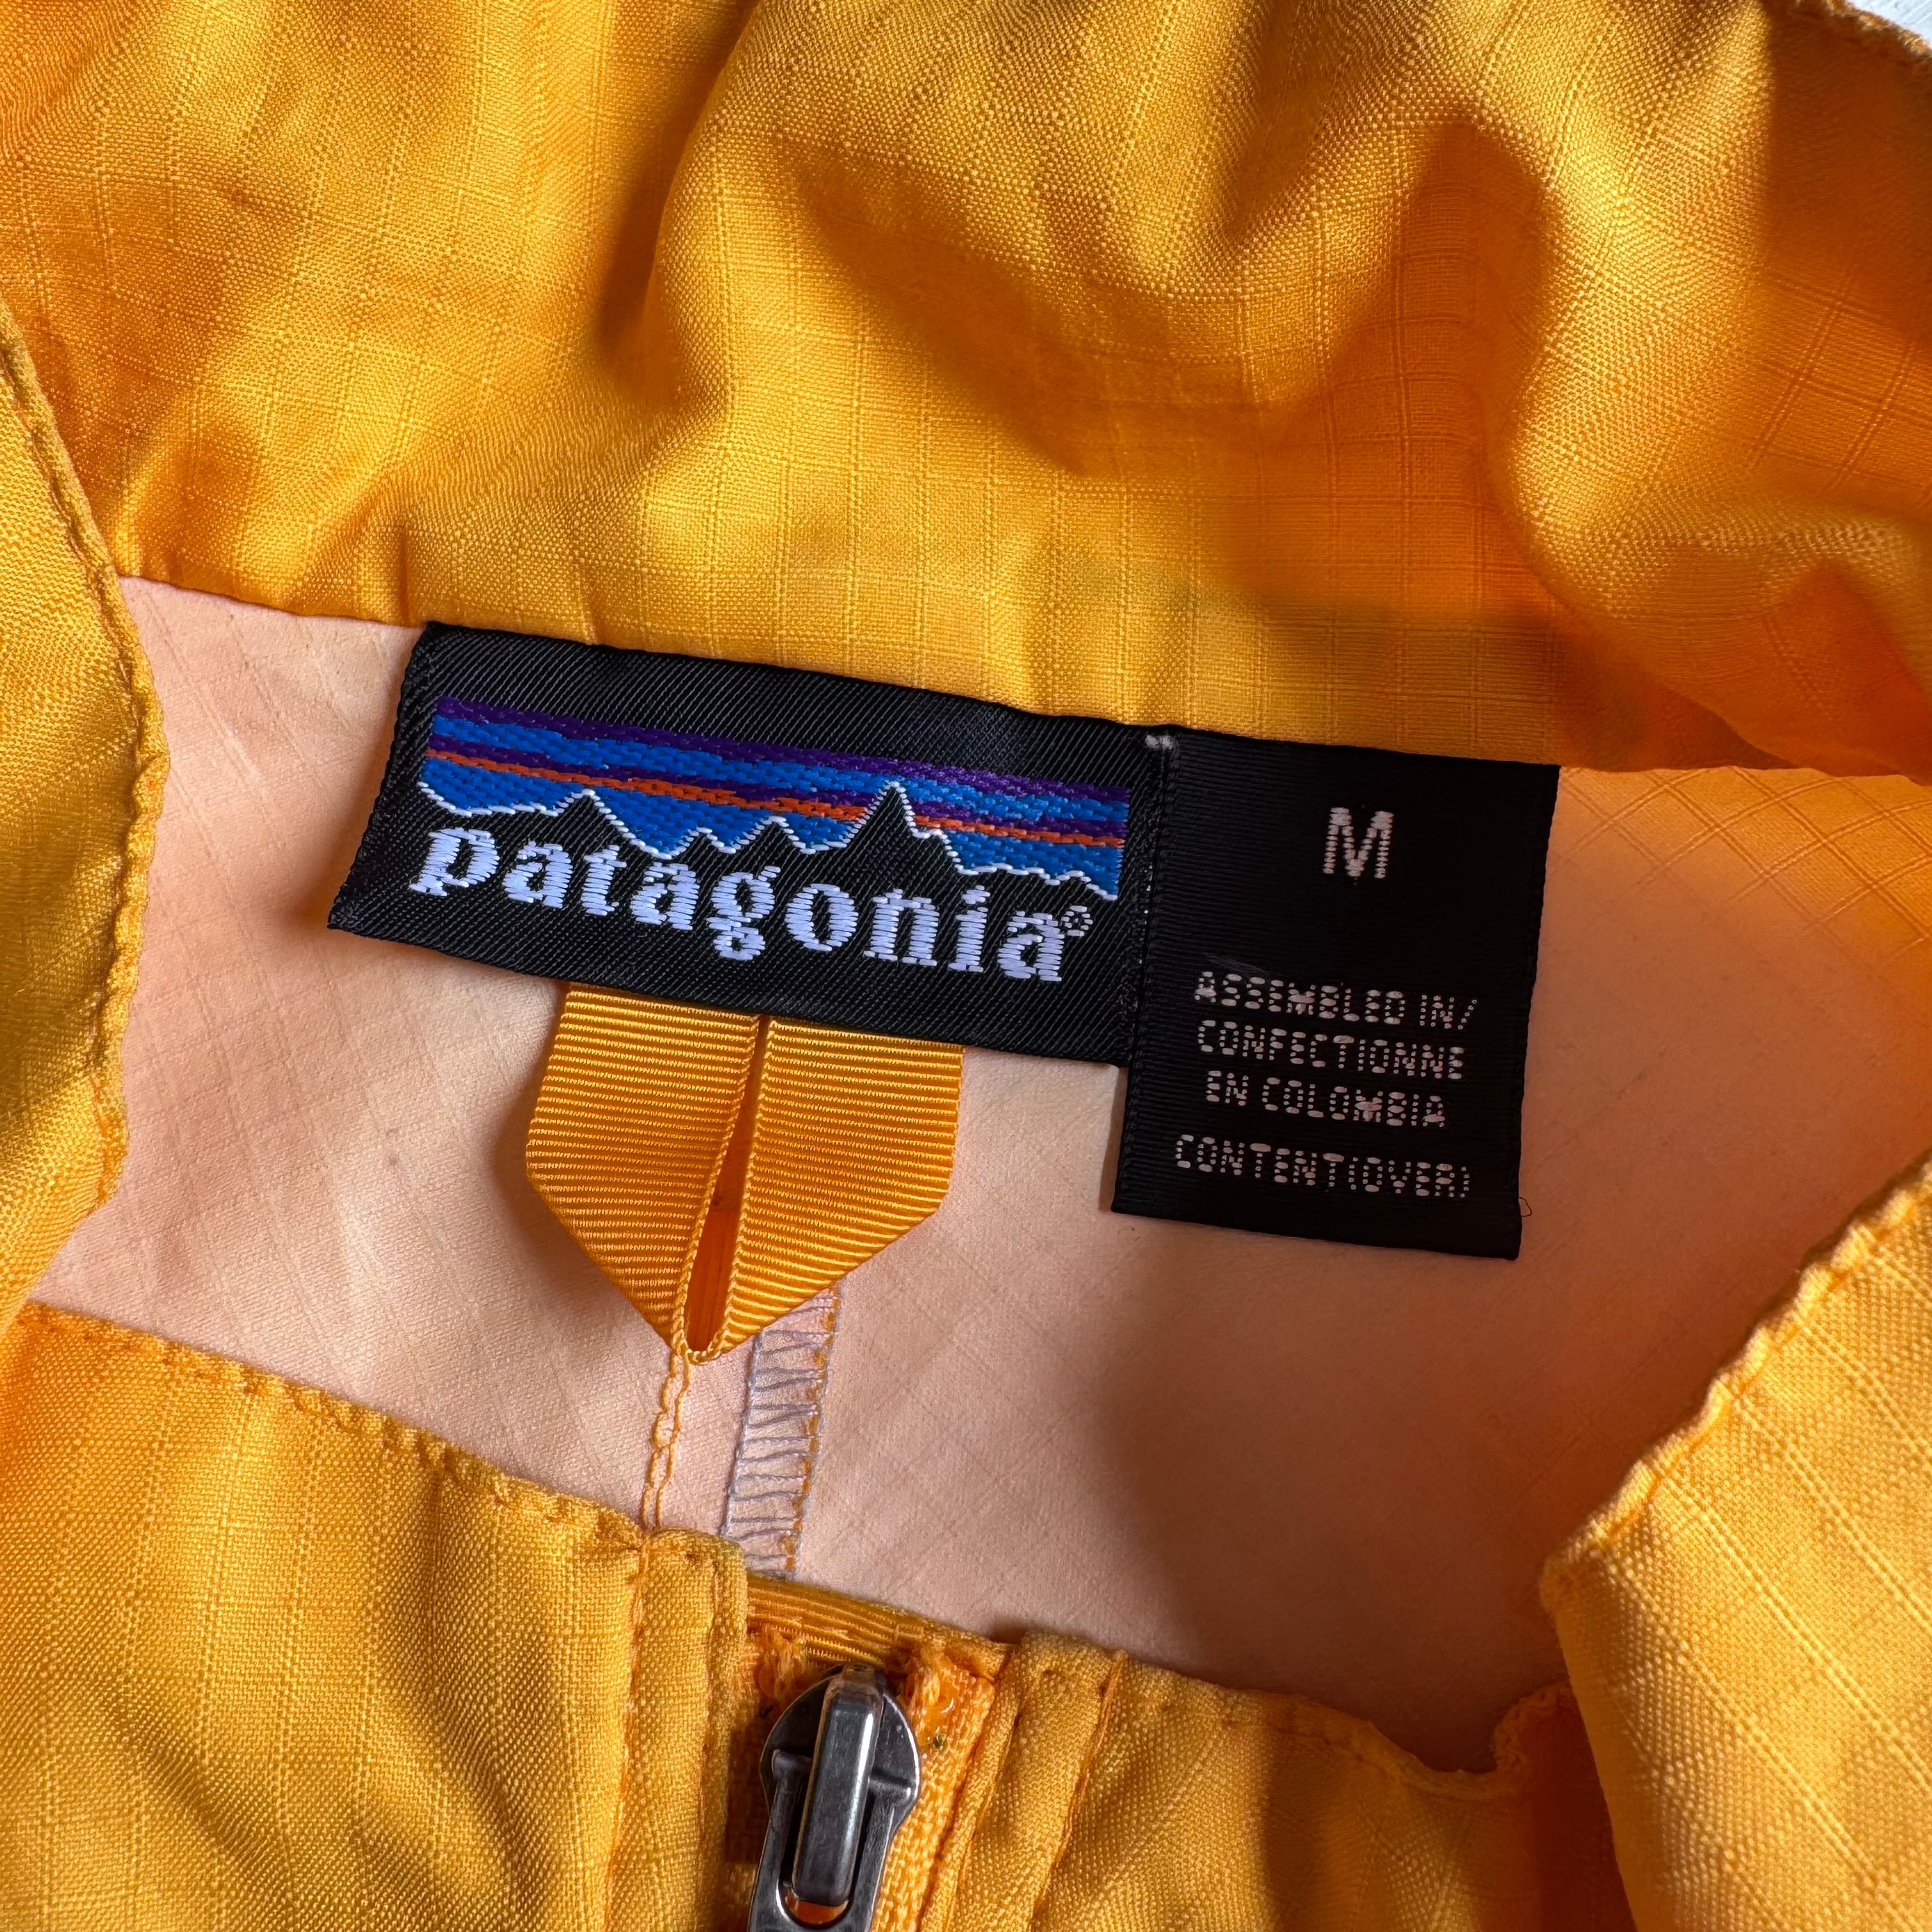 patagonia®
M
ASSEMBLED IN/
CONFECTIONNE
EN COLOMBIA
CONTENT(OVER)